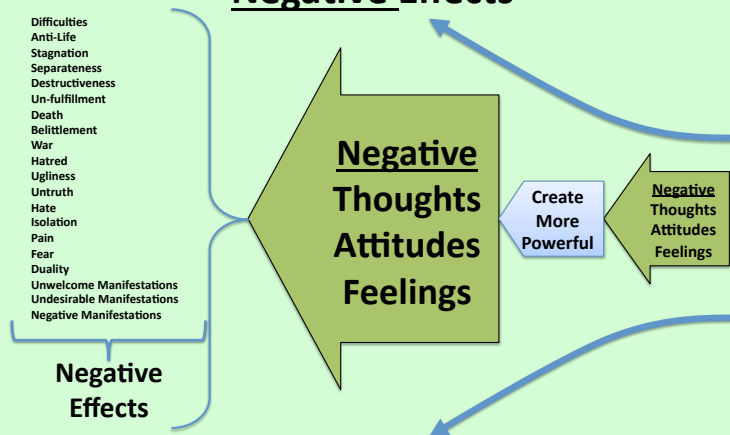 Negative Effects
Difficulties
Anti-Life
Stagnation
Separateness
Destructiveness
Un-fulfillment
Death
Belittlement
War
Hatred
Ugliness
Untruth
Hate
Isolation
Pain
Fear
Duality
Unwelcome Manifestations
Undesirable Manifestations
Negative Manifestations
Negative
Effects
Negative
Thoughts
Attitudes
Feelings
Create
More
Powerful
Negative
Thoughts
Attitudes
Feelings